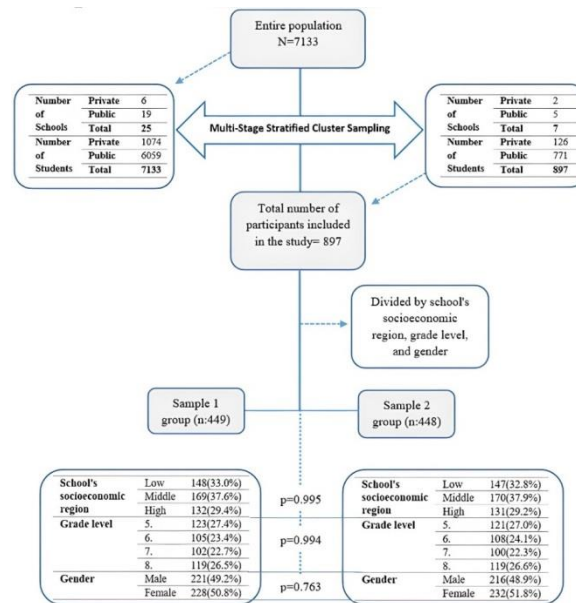 Entire population
N=7133
Number of Schools Private 6
Public 19
Total 25
Number of Students Private 1074
Public 6059
Total 7133
Multi-Stage Stratified Cluster Sampling
Number of Schools Private 2
Public 5
Total 7
Number of Students Private 126
Public 771
Total 897
Total number of
participants included
in the study= 897
Divided by school's
socioeconomic
region, grade level,
and gender
Sample 1
group (n:449)
Sample 2
group (n:448)
School's socioeconomic region Low 148(33.0%)
Middle 169(37.6%)
High 132(29.4%)
Grade level 5. 123(27.4%)
6. 105(23.4%)
7. 102(22.7%)
8. 119(26.5%)
Gender Male 221(49.2%)
Female 228(50.8%)
p=0.995
p=0.994
p=0.763
School's socioeconomic region Low 147(32.8%)
Middle 170(37.9%)
High 131(29.2%)
Grade level 5. 121(27.0%)
6. 108(24.1%)
7. 100(22.3%)
8. 119(26.6%)
Gender Male 216(48.9%)
Female 232(51.8%)